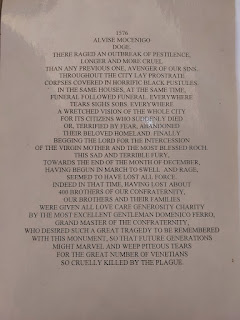 1576
ALVISE MOCENIGO
DOGE.
THERE RAGED AN OUTBREAK OF PESTILENCE,
LONGER AND MORE CRUEL
THAN ANY PREVIOUS ONE, AVENGER OF OUR SINS.
THROUGHOUT THE CITY LAY PROSTRATE
CORPSES COVERED IN HORRIFIC BLACK PUSTULES.
IN THE SAME HOUSES, AT THE SAME TIME,
FUNERAL FOLLOWED FUNERAL. EVERYWHERE
TEARS SIGHS SOBS. EVERYWHERE
A WRETCHED VISION OF THE WHOLE CITY
FOR ITS CITIZENS WHO SUDDENLY DIED
OR, TERRIFIED BY FEAR, ABANDONED
THEIR BELOVED HOMELAND. FINALLY
BEGGING THE LORD FOR THE INTERCESSION
OF THE VIRGIN MOTHER AND THE MOST BLESSED ROCH.
THIS SAD AND TERRIBLE FURY,
TOWARDS THE END OF THE MONTH OF DECEMBER,
HAVING BEGUN IN MARCH TO SWELL AND RAGE,
SEEMED TO HAVE LOST ALL FORCE.
INDEED IN THAT TIME, HAVING LOST ABOUT
400 BROTHERS OF OUR CONFRATERNITY,
OUR BROTHERS AND THEIR FAMILIES
WERE GIVEN ALL LOVE CARE GENEROSITY CHARITY
BY THE MOST EXCELLENT GENTLEMAN DOMENICO FERRO,
GRAND MASTER OF THE CONFRATERNITY,
WHO DESIRED SUCH A GREAT TRAGEDY TO BE REMEMBERED
WITH THIS MONUMENT, SO THAT FUTURE GENERATIONS
MIGHT MARVEL AND WEEP PITEOUS TEARS
FOR THE GREAT NUMBER OF VENETIANS
SO CRUELLY KILLED BY THE PLAGUE.